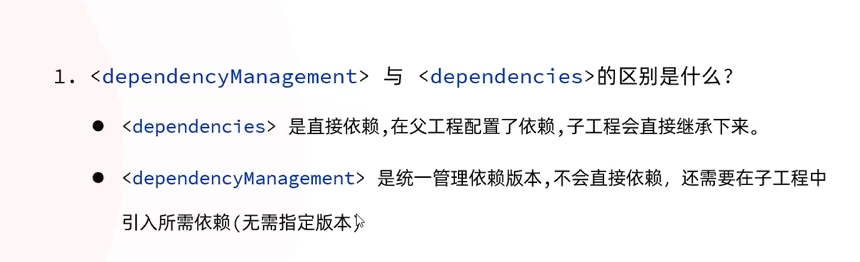 1. <dependencyManagement> 与 <dependencies>的区别是什么？
● <dependencies> 是直接依赖,在父工程配置了依赖,子工程会直接继承下来。
● <dependencyManagement> 是统一管理依赖版本,不会直接依赖，还需要在子工程中
引入所需依赖(无需指定版本)